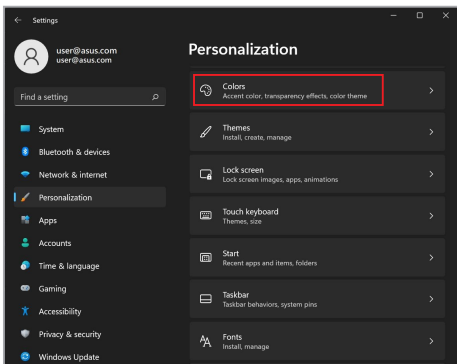 Settings
user@asus.com
user@asus.com
Find a setting
System
Bluetooth & devices
Network & internet
Personalization
Apps
Accounts
Time & language
Gaming
Accessibility
Privacy & security
Windows Update
Personalization
Colors
Accent color, transparency effects, color theme
Themes
Install, create, manage
Lock screen
Lock screen images, apps, animations
Touch keyboard
Themes, size
Start
Recent apps and items, folders
Taskbar
Taskbar behaviors, system pins
Fonts
Install, manage